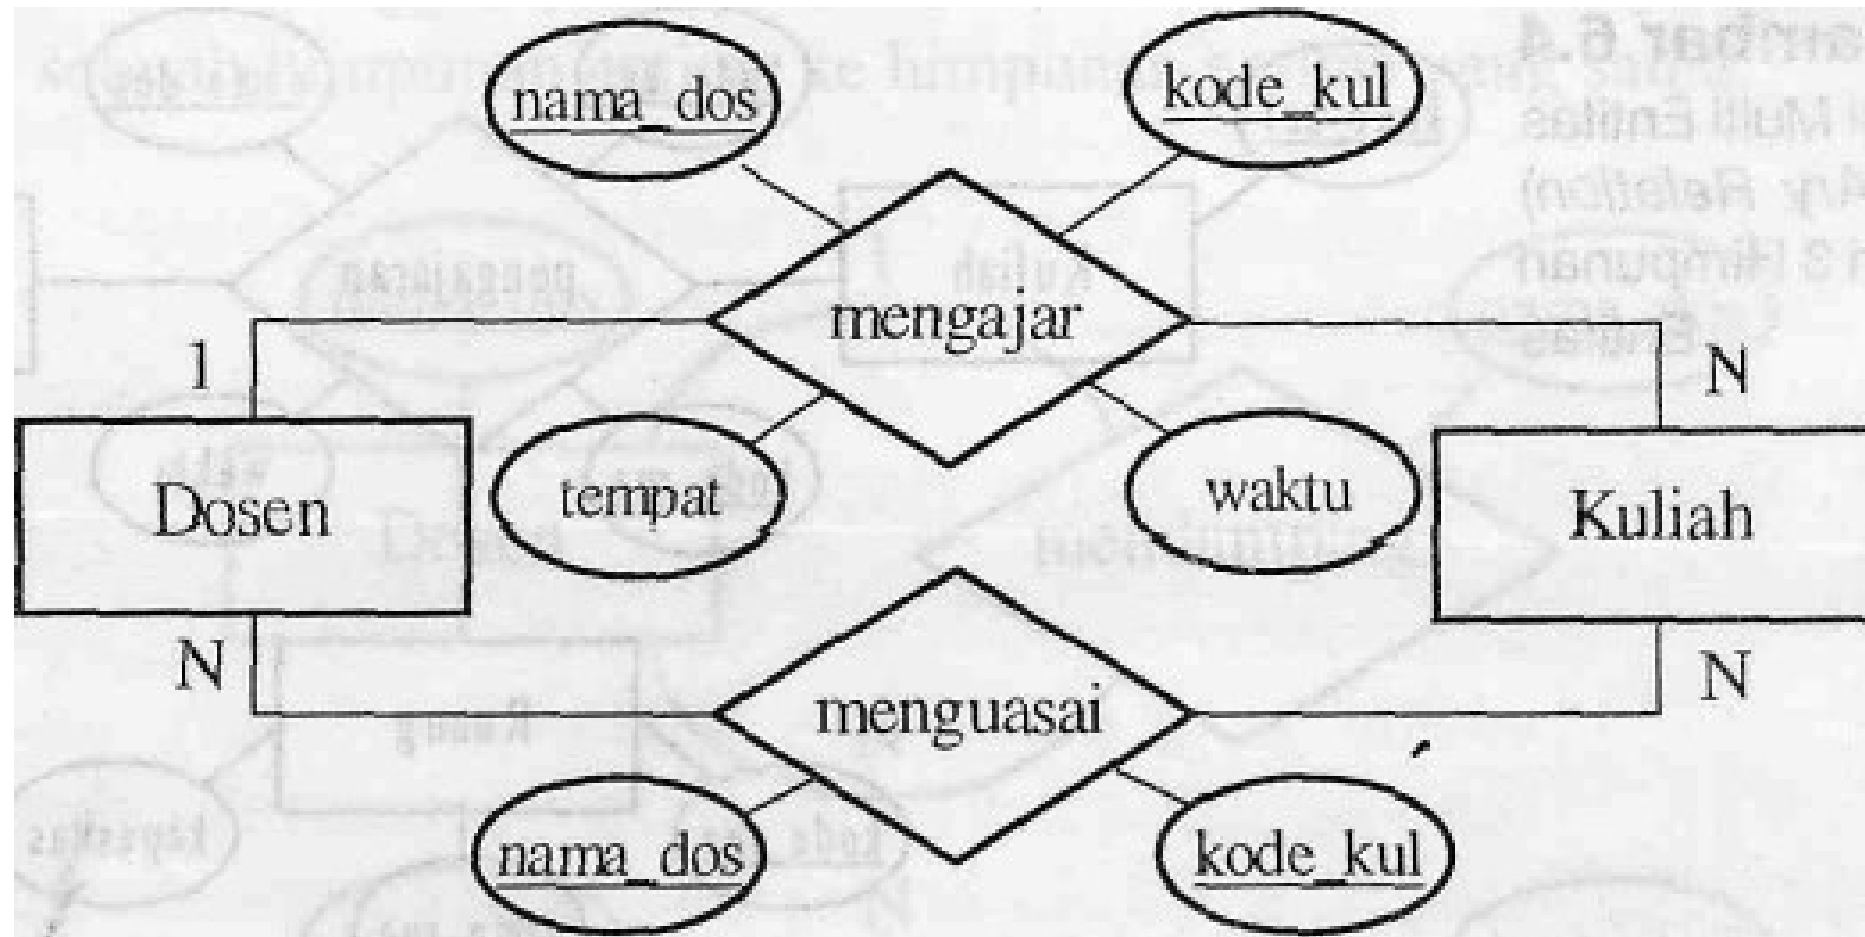 nama_dos
kode_kul
mengajar
1
N
Dosen
tempat
waktu
Kuliah
N
N
menguasai
nama_dos
kode_kul